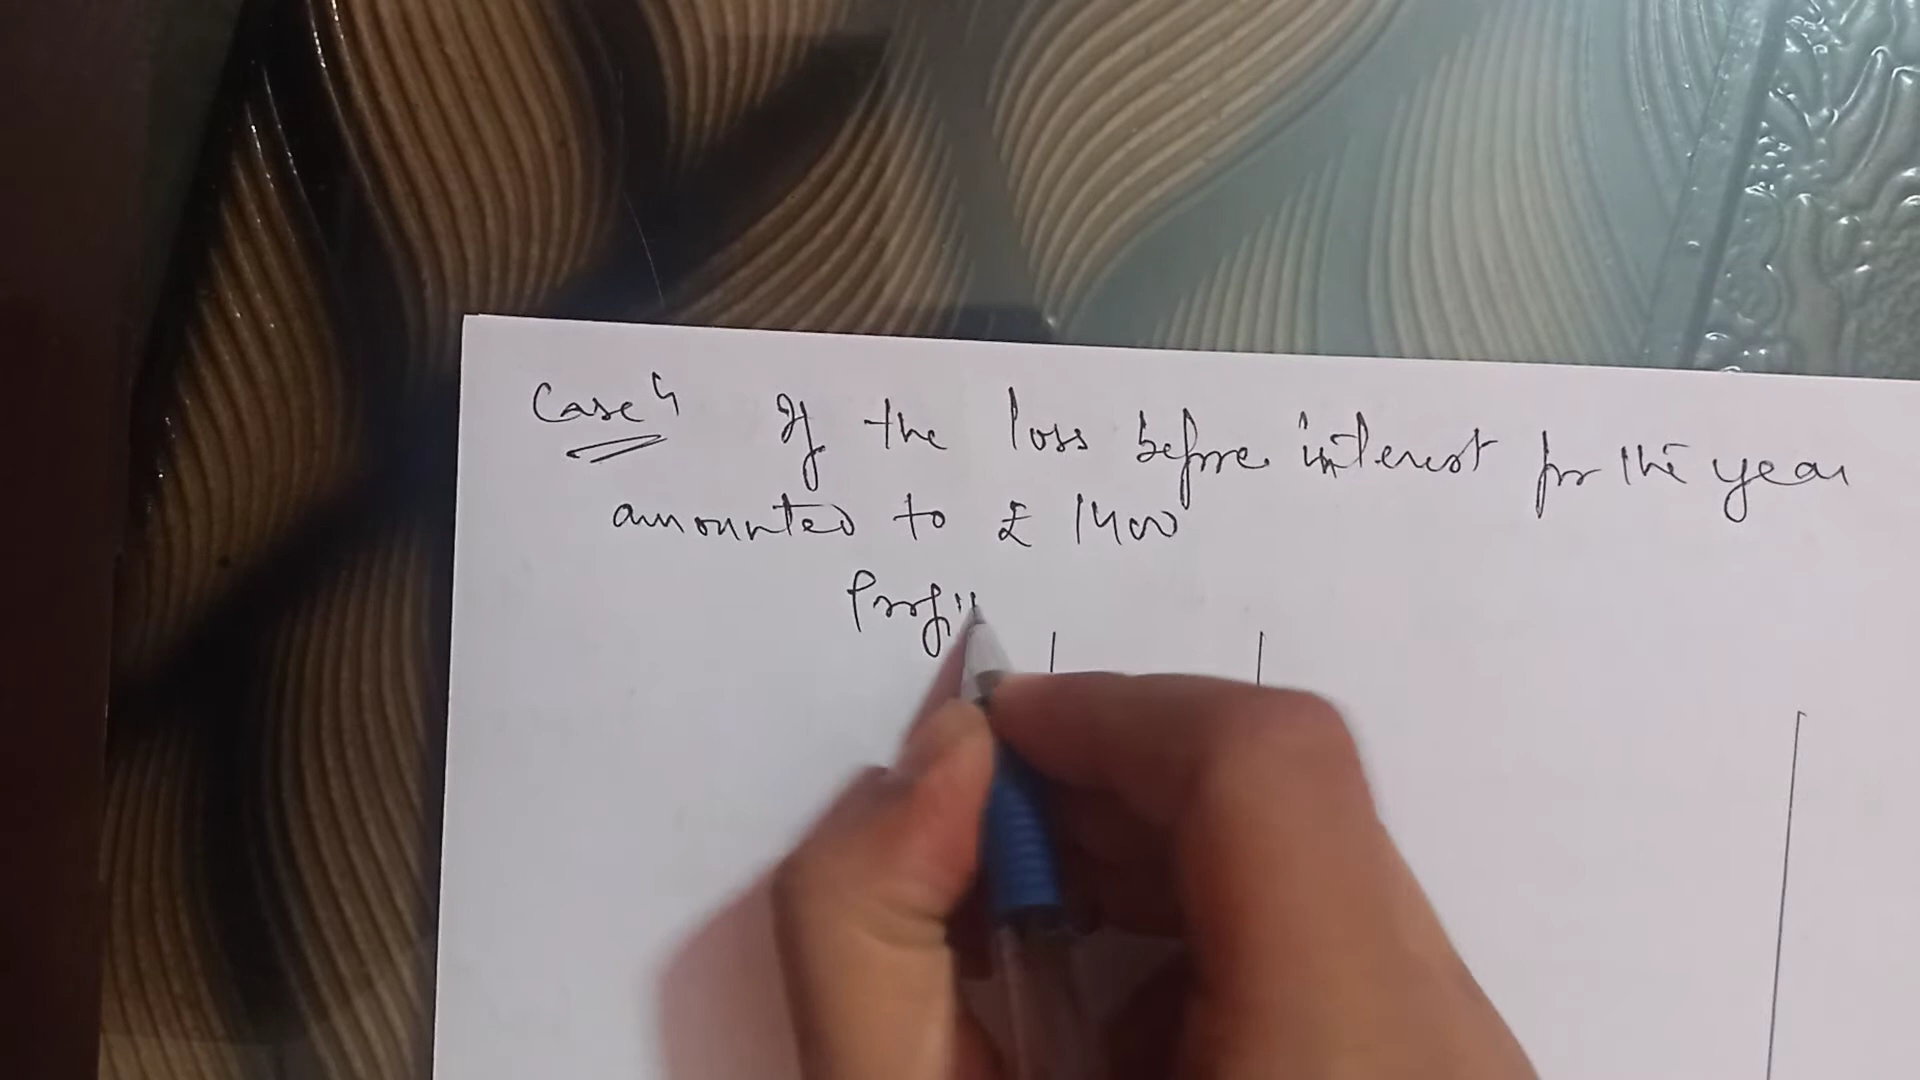 Case 4 If the loss before interest for the year
amounted to £ 1400
Profit